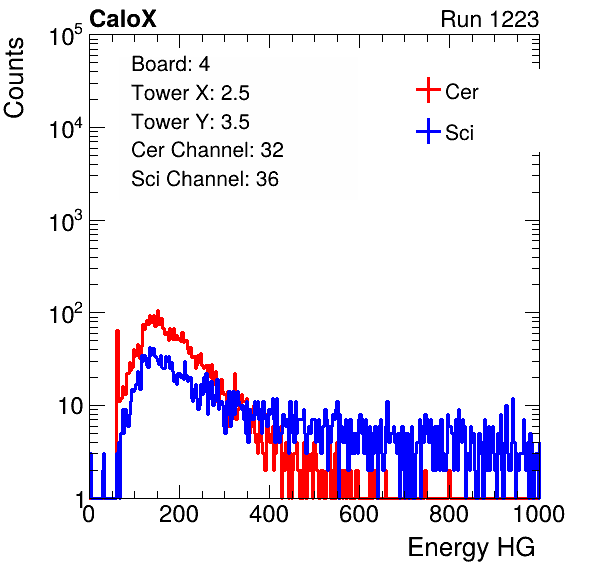 CaloX Run 1223
Counts
10^5
10^4
10^3
10^2
10
1
Board: 4
Tower X: 2.5
Tower Y: 3.5
Cer Channel: 32
Sci Channel: 36
Cer
Sci
0 200 400 600 800 1000
Energy HG